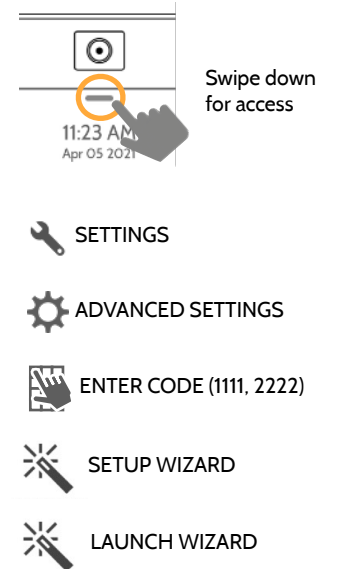 Swipe down
for access
11:23 AM
Apr 05 2021
SETTINGS
ADVANCED SETTINGS
ENTER CODE (1111, 2222)
SETUP WIZARD
LAUNCH WIZARD